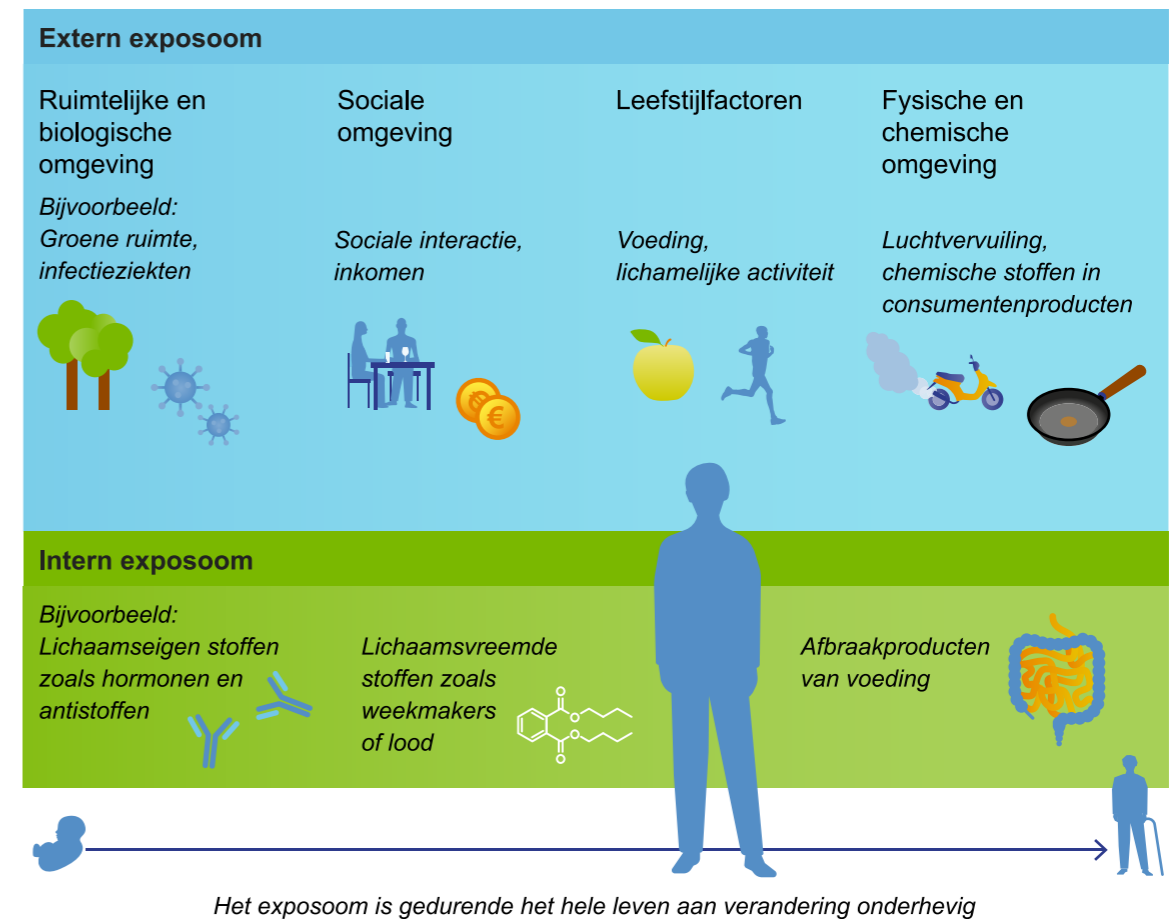 Extern exposoom
Ruimtelijke en
biologische
omgeving
Bijvoorbeeld:
Groene ruimte,
infectieziekten
Sociale
omgeving
Sociale interactie,
inkomen
Leefstijlfactoren
Voeding,
lichamelijke activiteit
Fysische en
chemische
omgeving
Luchtvervuiling,
chemische stoffen in
consumentenproducten
€
Intern exposoom
Bijvoorbeeld:
Lichaamseigen stoffen
zoals hormonen en
antistoffen
Lichaamsvreemde
stoffen zoals
weekmakers
of lood
O
O
O
O
Afbraakproducten
van voeding
Het exposoom is gedurende het hele leven aan verandering onderhevig